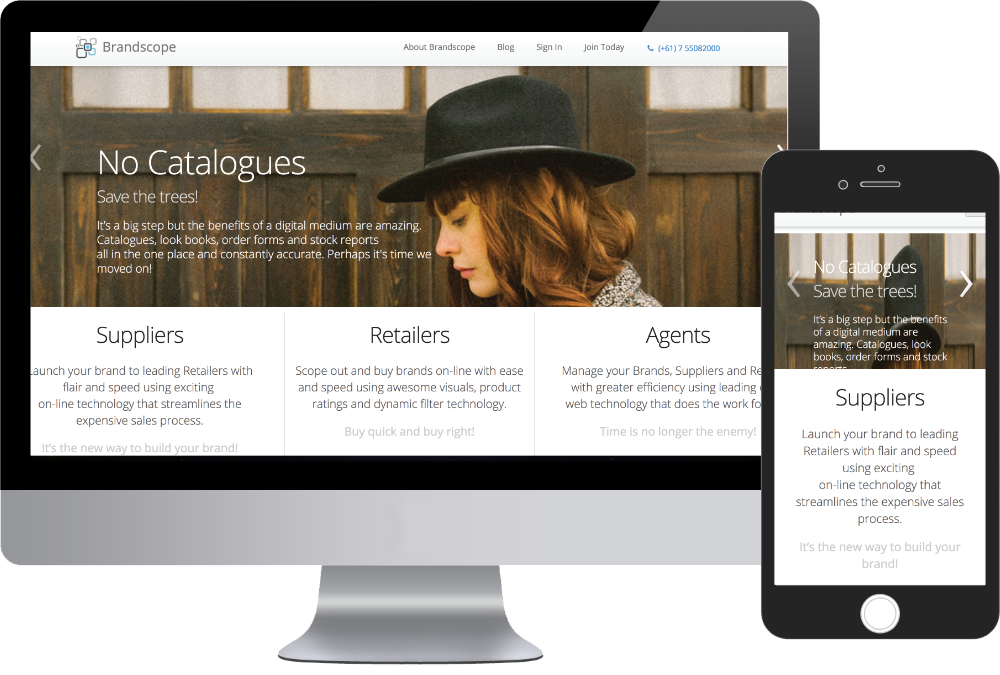 Brandscope
About Brandscope
Blog
Sign In
Join Today
(+61) 7 55082000
No Catalogues
Save the trees!
It's a big step but the benefits of a digital medium are amazing.
Catalogues, look books, order forms and stock reports
all in the one place and constantly accurate. Perhaps it's time we
moved on!
Suppliers
Launch your brand to leading Retailers with
flair and speed using exciting
on-line technology that streamlines the
expensive sales process.
It's the new way to build your brand!
Retailers
Scope out and buy brands on-line with ease
and speed using awesome visuals, product
ratings and dynamic filter technology.
Buy quick and buy right!
Agents
Manage your Brands, Suppliers and Re
with greater efficiency using leading
web technology that does the work fo
Time is no longer the enemy!
No Catalogues
Save the trees!
It's a big step but the benefits
of a digital medium are
amazing. Catalogues, look
books, order forms and stock
reports
Suppliers
Launch your brand to leading
Retailers with flair and speed
using exciting
on-line technology that
streamlines the expensive sales
process.
It's the new way to build your
brand!